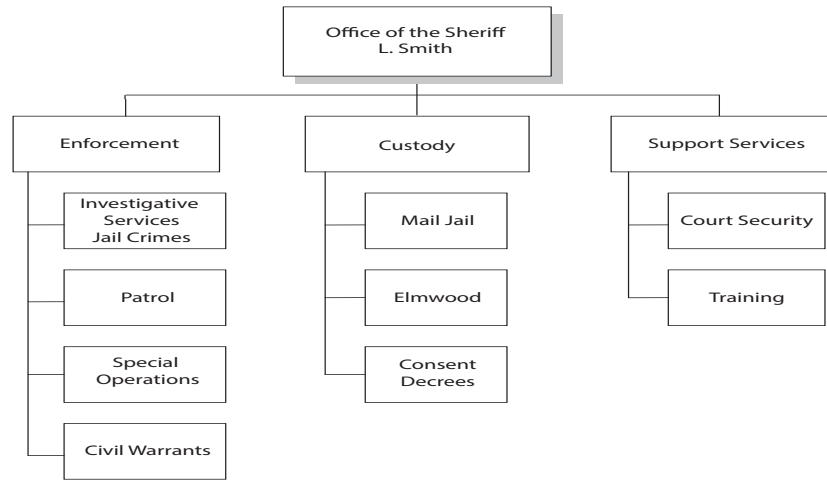 Office of the Sheriff
L. Smith
Enforcement
Custody
Support Services
Investigative
Services
Jail Crimes
Mail Jail
Court Security
Patrol
Elmwood
Training
Special
Operations
Consent
Decrees
Civil Warrants